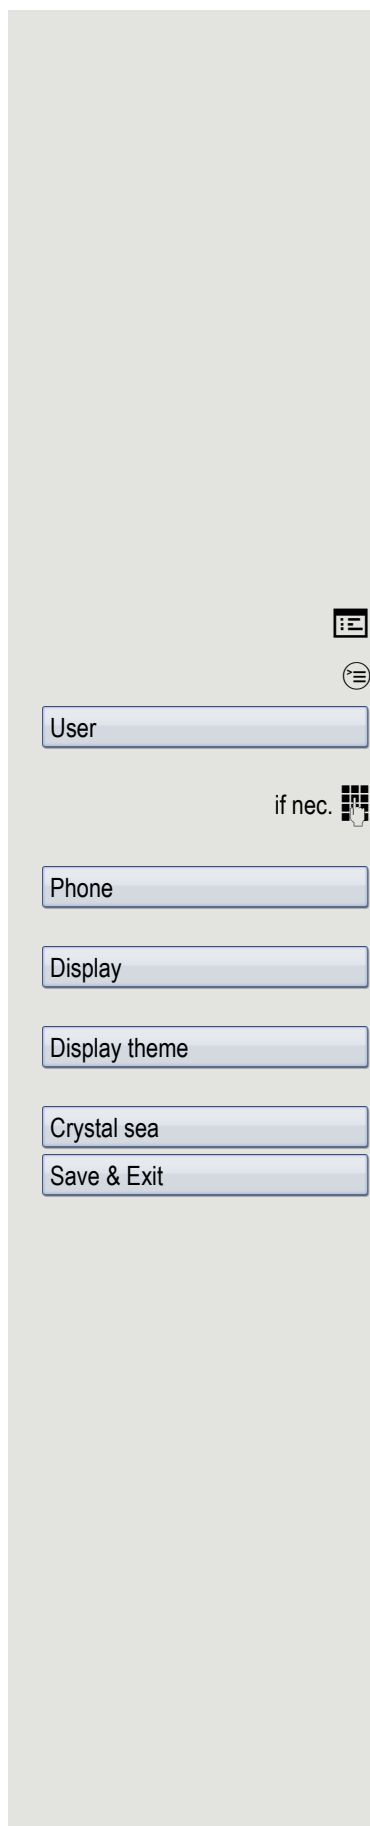 User
if nec.
Phone
Display
Display theme
Crystal sea
Save & Exit